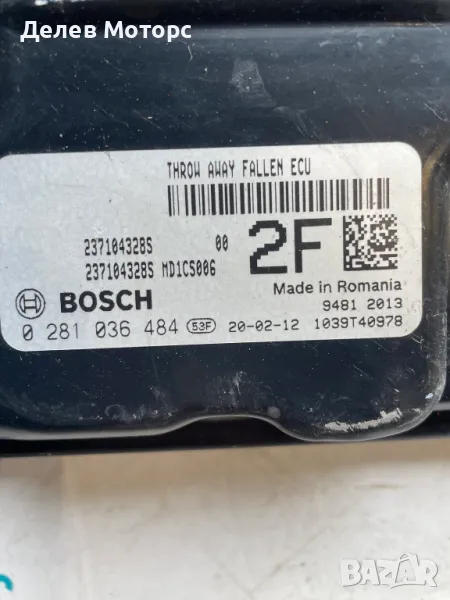 Делев Моторс
THROW AWAY FALLEN ECU
237104328S 00
237104328S MD1CS006
2F
Made in Romania
BOSCH
9481 2013
0 281 036 484 53F 20-02-12 1039T40978
BAZAR